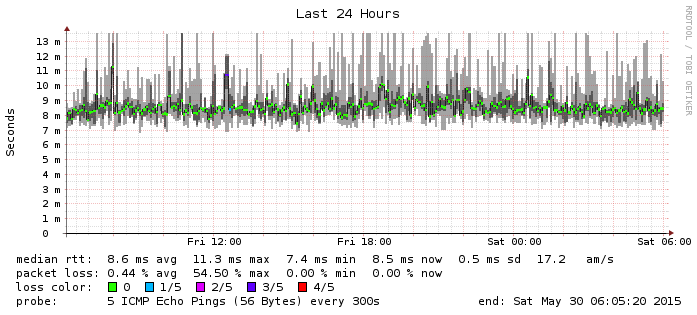 Last 24 Hours
RRDTOOL / TOBI OETIKER
Seconds
13 m
12 m
11 m
10 m
9 m
8 m
7 m
6 m
5 m
4 m
3 m
2 m
1 m
0
Fri 12:00 Fri 18:00 Sat 00:00 Sat 06:00
median rtt: 8.6 ms avg 11.3 ms max 7.4 ms min 8.5 ms now 0.5 ms sd 17.2 am/s
packet loss: 0.44 % avg 54.50 % max 0.00 % min 0.00 % now
loss color: 0 1/5 2/5 3/5 4/5
probe: 5 ICMP Echo Pings (56 Bytes) every 300s end: Sat May 30 06:05:20 2015